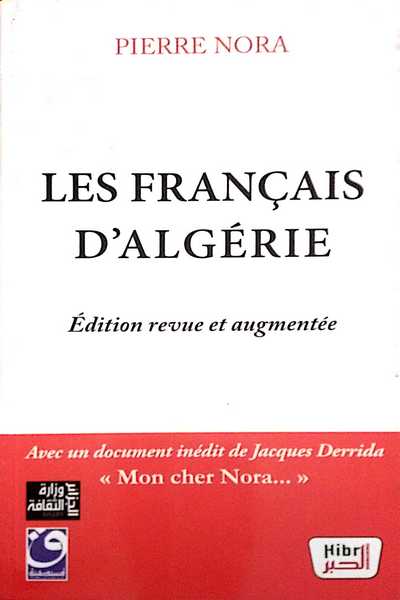 PIERRE NORA
LES FRANÇAIS
D'ALGÉRIE
Édition revue et augmentée
Avec un document inédit de Jacques Derrida
« Mon cher Nora... »
وزارة
الثقافة
Hibr
الحبر